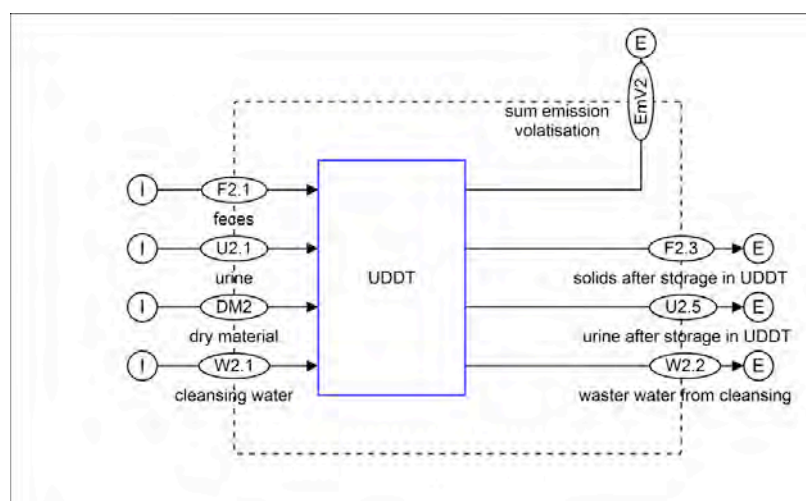 E
EmV2
sum emission
volatisation
I
F2.1
feces
I
U2.1
urine
I
DM2
dry material
I
W2.1
cleansing water
UDDT
F2.3
E
solids after storage in UDDT
U2.5
E
urine after storage in UDDT
W2.2
E
waster water from cleansing